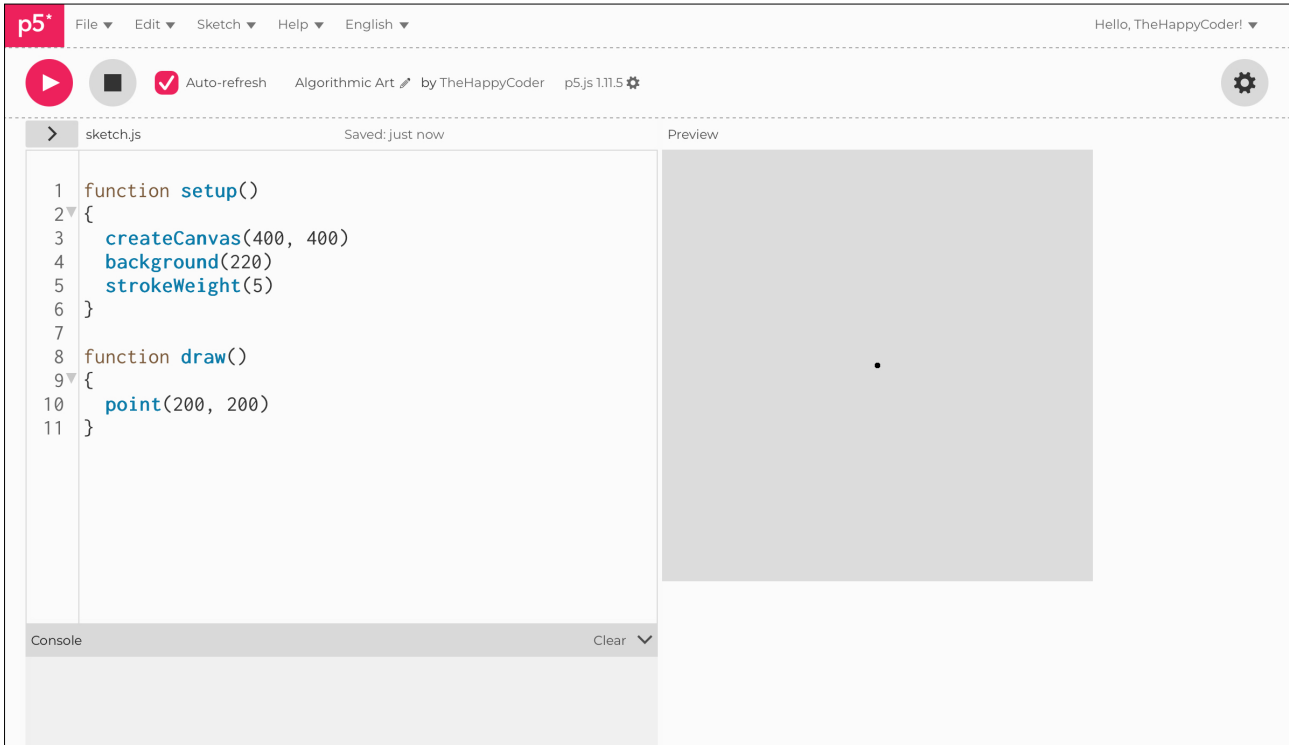 p5* File Edit Sketch Help English Hello, TheHappyCoder!
Auto-refresh Algorithmic Art by TheHappyCoder p5.js 1.11.5
sketch.js Saved: just now Preview
1 function setup()
2 {
3 createCanvas(400, 400)
4 background(220)
5 strokeWeight(5)
6 }
7
8 function draw()
9 {
10 point(200, 200)
11 }
Console Clear